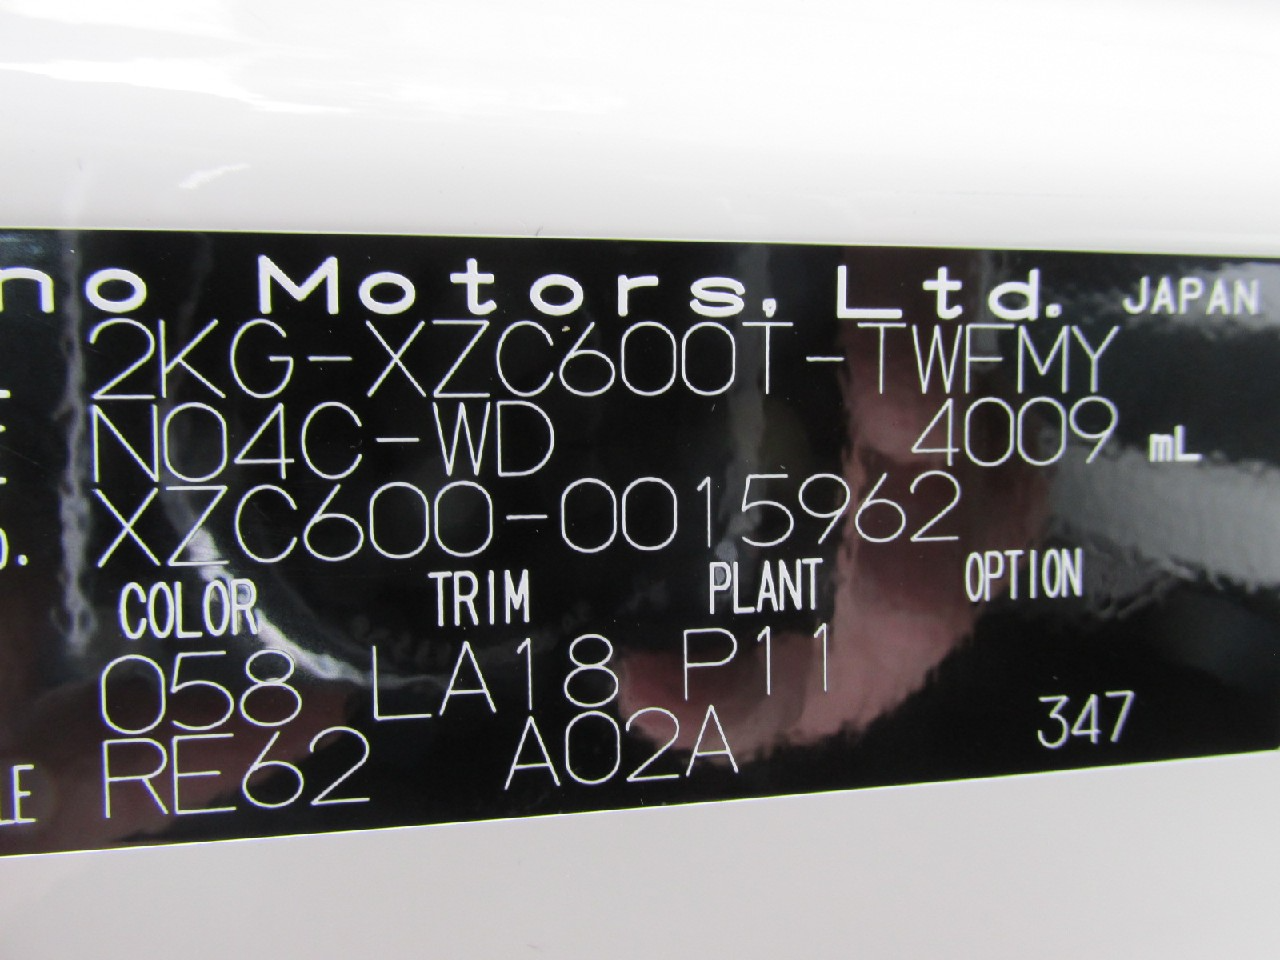 no Motors, Ltd. JAPAN
2KG-XZC600T-TWFMY
N04C-WD 4009 mL
O. XZC600-0015962
COLOR TRIM PLANT OPTION
058 LA18 P11
LE RE62 A02A 347